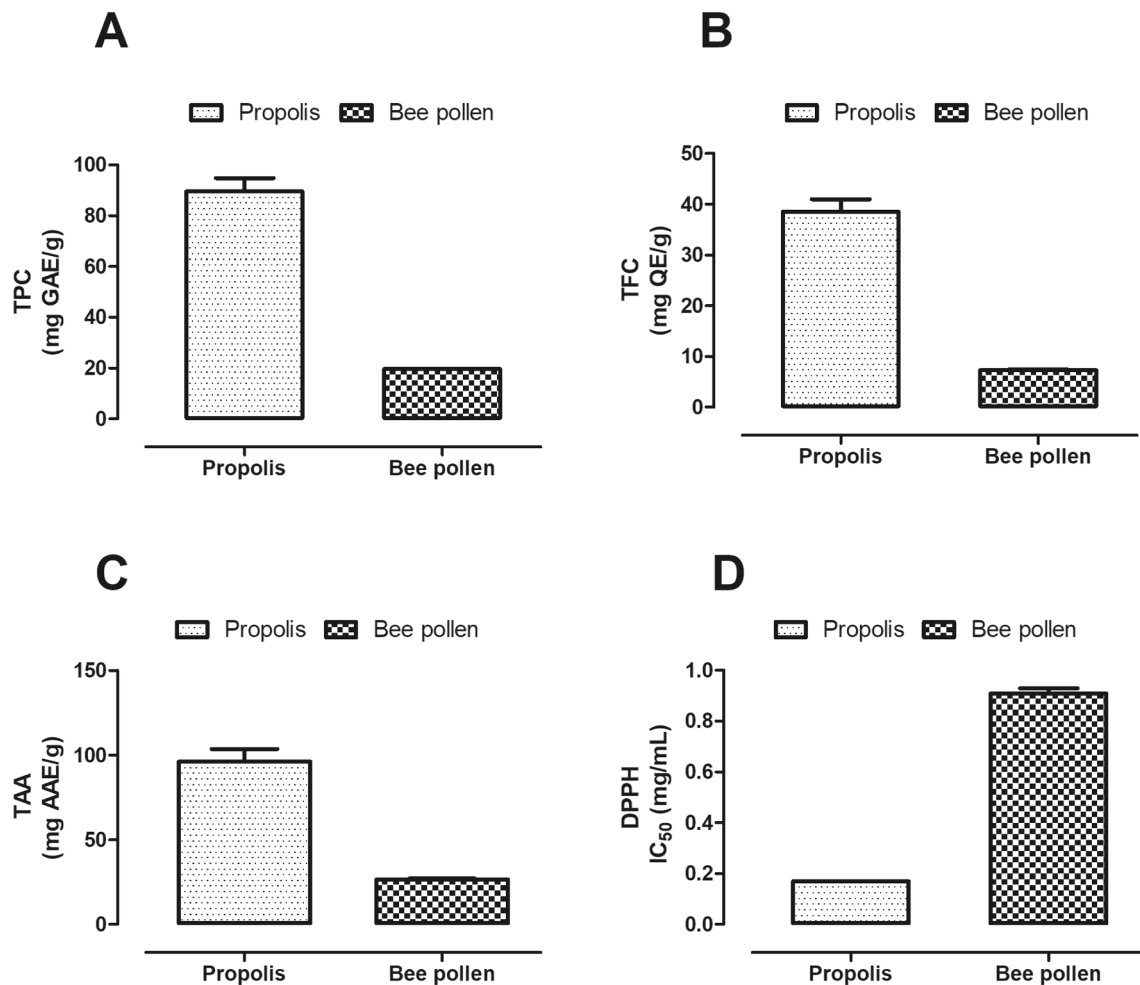 A
Propolis Bee pollen
TPC
(mg GAE/g)
100
80
60
40
20
0
Propolis Bee pollen
B
Propolis Bee pollen
TFC
(mg QE/g)
50
40
30
20
10
0
Propolis Bee pollen
C
Propolis Bee pollen
TAA
(mg AAE/g)
150
100
50
0
Propolis Bee pollen
D
Propolis Bee pollen
DPPH
IC50 (mg/mL)
1.0
0.8
0.6
0.4
0.2
0.0
Propolis Bee pollen